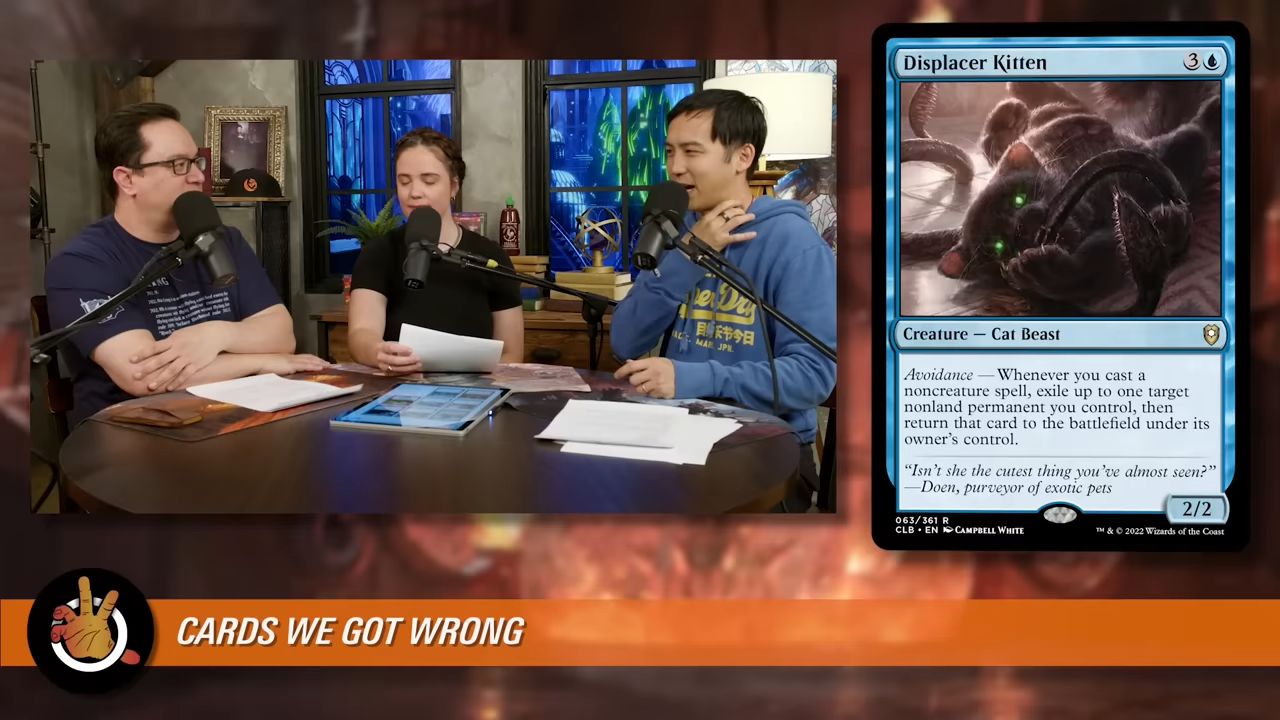 Displacer Kitten
3
Creature — Cat Beast
Avoidance — Whenever you cast a
noncreature spell, exile up to one target
nonland permanent you control, then
return that card to the battlefield under its
owner's control.
"Isn't she the cutest thing you've almost seen?"
—Doen, purveyor of exotic pets
2/2
063/361 R
CLB • EN CAMPBELL WHITE
™ & © 2022 Wizards of the Coast
CARDS WE GOT WRONG